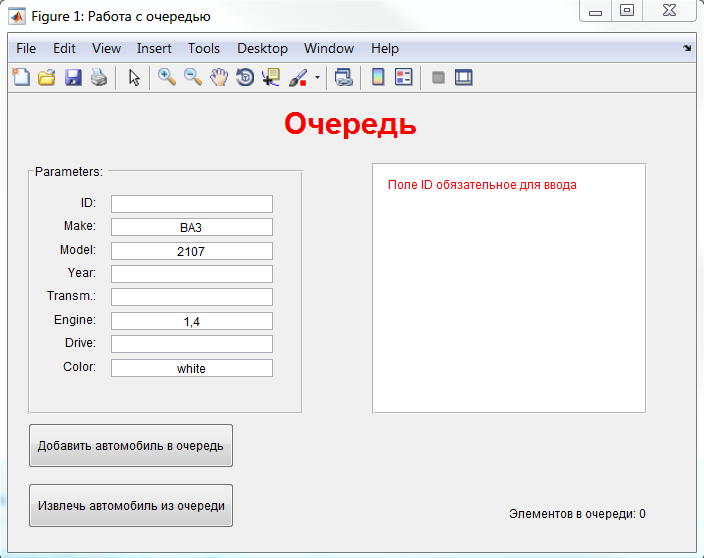 Figure 1: Работа с очередью
File Edit View Insert Tools Desktop Window Help
Очередь
Parameters:
ID:
Make: ВАЗ
Model: 2107
Year:
Transm.:
Engine: 1,4
Drive:
Color: white
Поле ID обязательное для ввода
Добавить автомобиль в очередь
Извлечь автомобиль из очереди
Элементов в очереди: 0